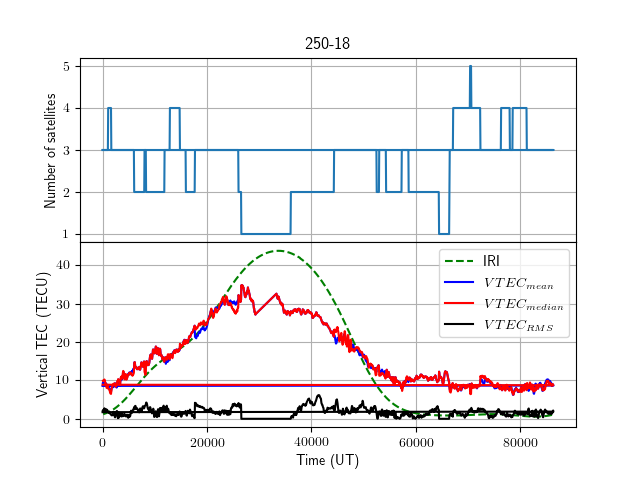 250-18
Number of satellites
5
4
3
2
1
Vertical TEC (TECU)
40
30
20
10
0
IRI
VTEC_mean
VTEC_median
VTEC_RMS
0
20000
40000
60000
80000
Time (UT)